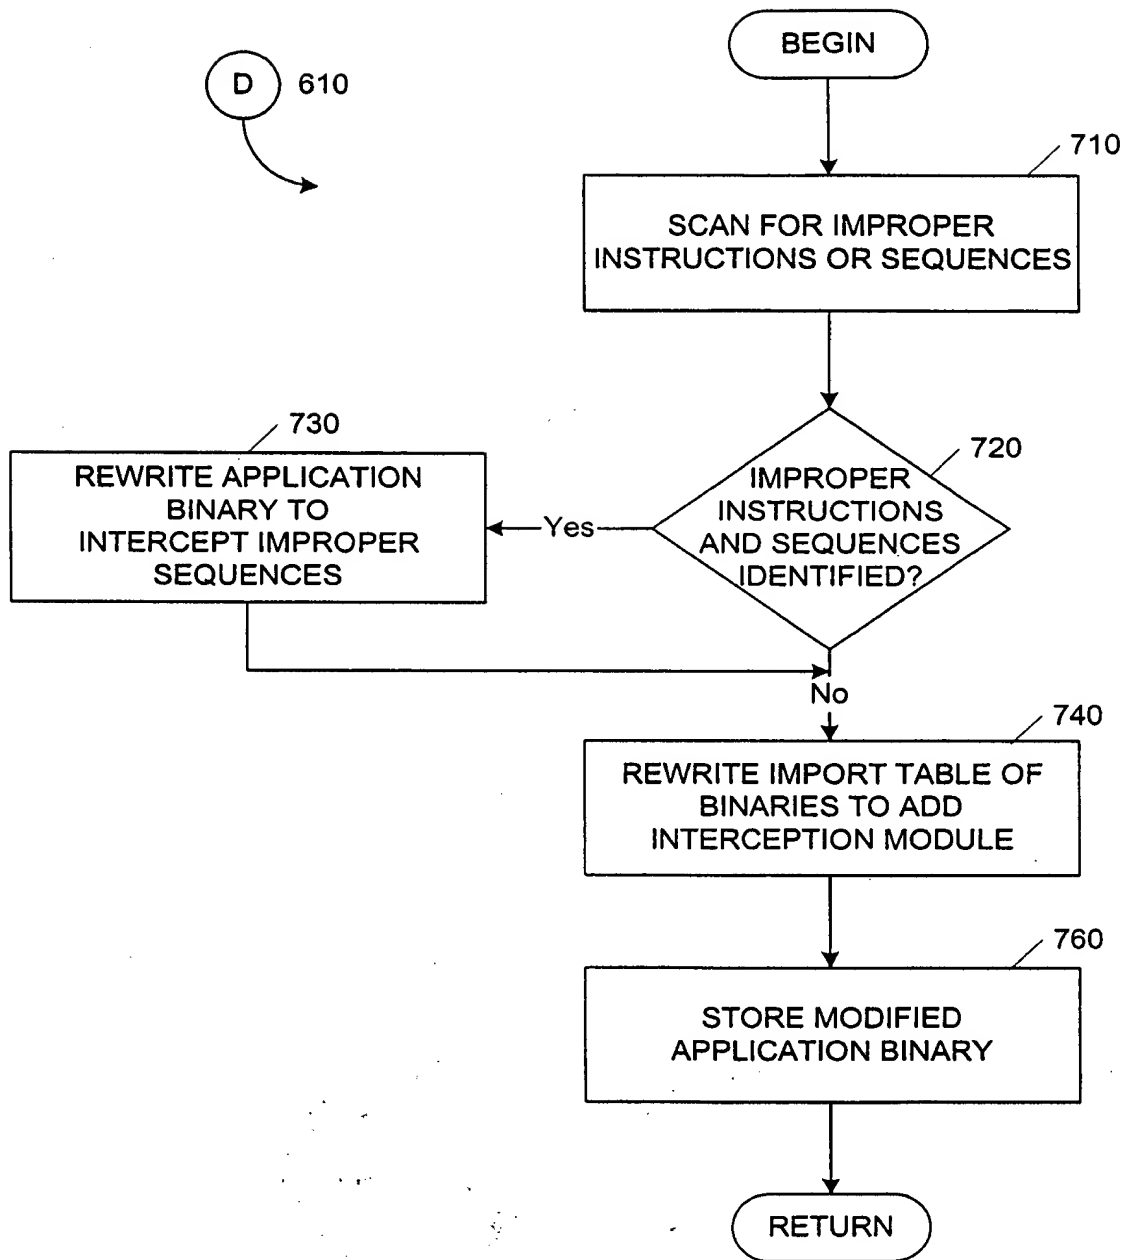 BEGIN
D 610
710
SCAN FOR IMPROPER
INSTRUCTIONS OR SEQUENCES
720
IMPROPER
INSTRUCTIONS
AND SEQUENCES
IDENTIFIED?
Yes
730
REWRITE APPLICATION
BINARY TO
INTERCEPT IMPROPER
SEQUENCES
No
740
REWRITE IMPORT TABLE OF
BINARIES TO ADD
INTERCEPTION MODULE
760
STORE MODIFIED
APPLICATION BINARY
RETURN